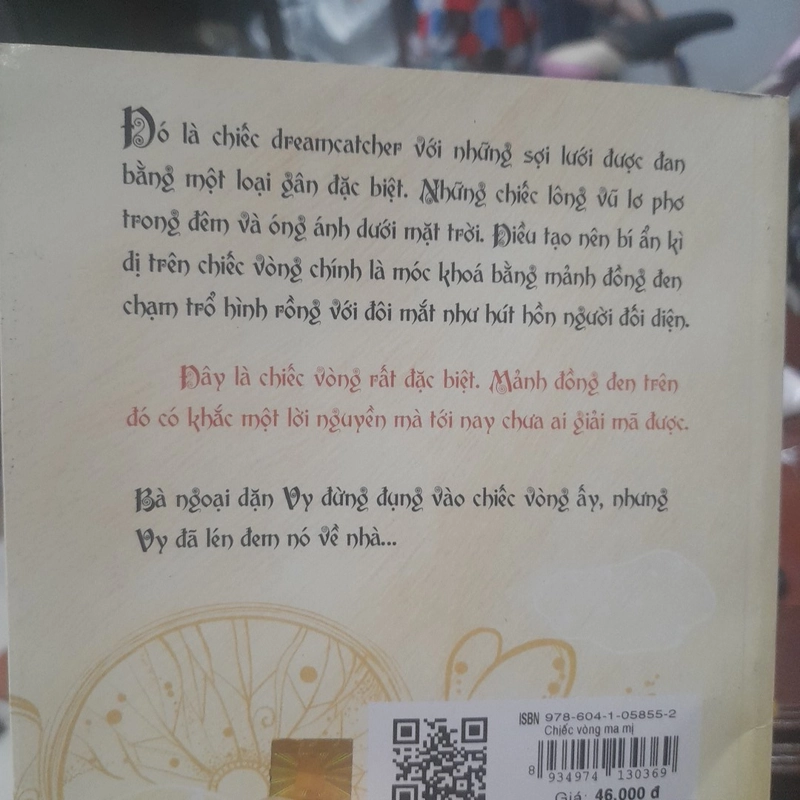 Đó là chiếc dreamcatcher với những sợi lưới được đan
bằng một loại gân đặc biệt. Những chiếc lông vũ lơ phơ
trong đêm và óng ánh dưới mặt trời. Điều tạo nên bí ẩn kì
dị trên chiếc vòng chính là móc khoá bằng mảnh đồng đen
chạm trổ hình rồng với đôi mắt như hút hồn người đối diện.
Đây là chiếc vòng rất đặc biệt. Mảnh đồng đen trên
đó có khắc một lời nguyền mà tới nay chưa ai giải mã được.
Bà ngoại dặn Vy đừng đụng vào chiếc vòng ấy, nhưng
Vy đã lén đem nó về nhà...
ISBN 978-604-1-05855-2
Chiếc vòng ma mị
8 934974 130369
Giá: 46.000 đ